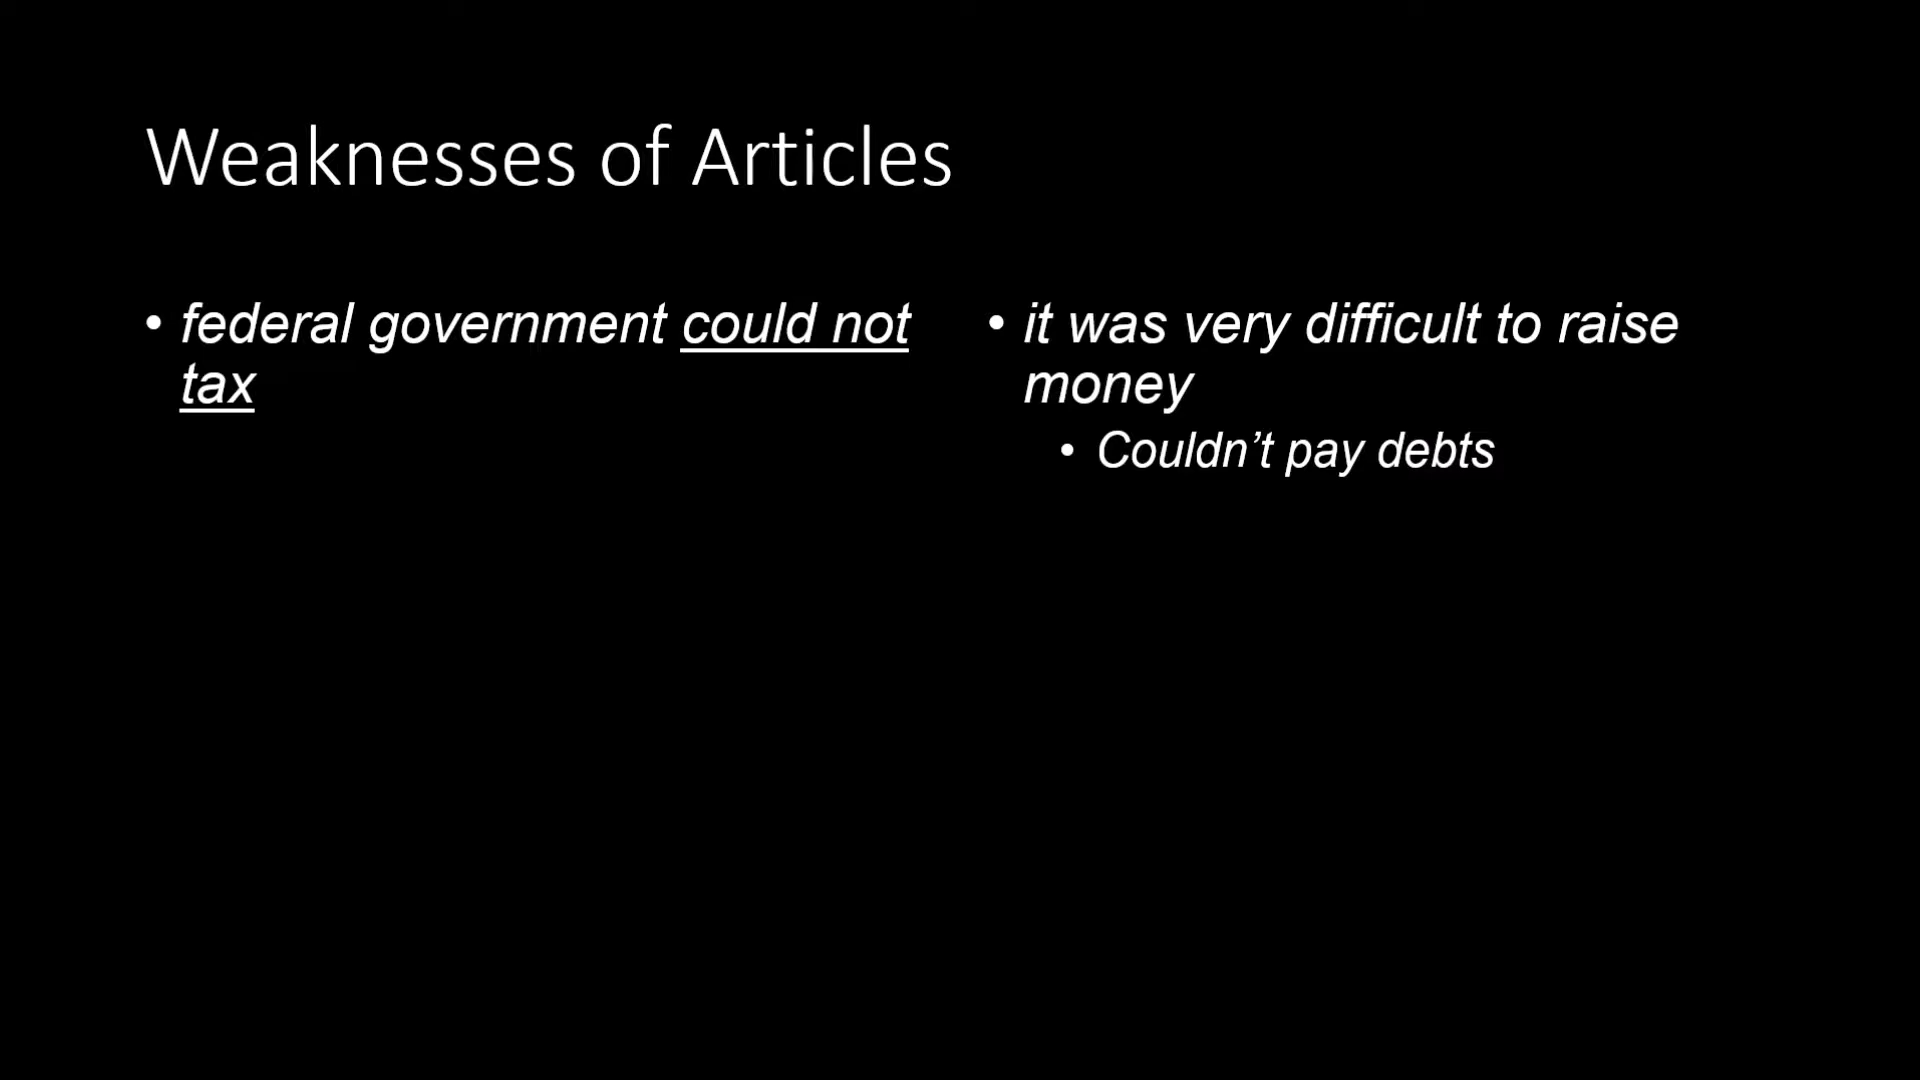 Weaknesses of Articles
• federal government could not
tax
• it was very difficult to raise
money
• Couldn’t pay debts